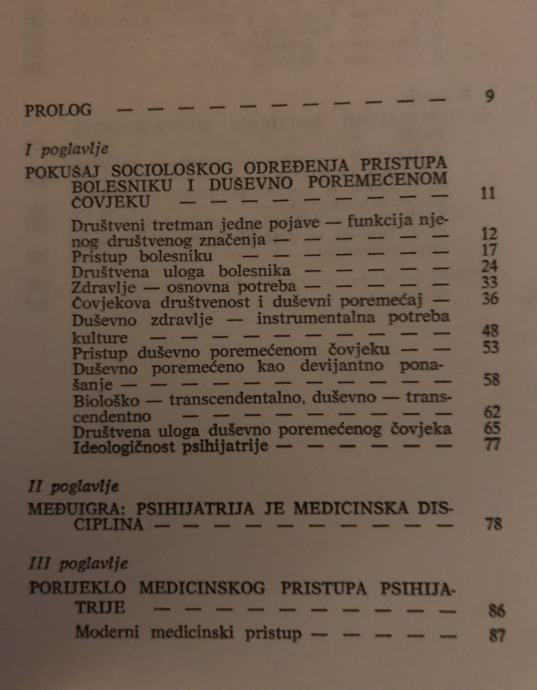 PROLOG — — — — — — — — — — — — 9
I poglavlje
POKUŠAJ SOCIOLOŠKOG ODREĐENJA PRISTUPA
BOLESNIKU I DUŠEVNO POREMEĆENOM
ČOVJEKU — — — — — — — — — — 11
Društveni tretman jedne pojave — funkcija nje-
nog društvenog značenja — — — — — — 12
Pristup bolesniku — — — — — — — 17
Društvena uloga bolesnika — — — — — 24
Zdravlje — osnovna potreba — — — — — 33
Čovjekova društvenost i duševni poremećaj — 36
Duševno zdravlje — instrumentalna potreba
kulture — — — — — — — — — — 48
Pristup duševno poremećenom čovjeku — — 53
Duševno poremećeno kao devijantno pona-
šanje — — — — — — — — — — — 58
Biološko — transcendentalno, duševno — trans-
cendentno — — — — — — — — — 62
Društvena uloga duševno poremećenog čovjeka 65
Ideologičnost psihijatrije — — — — — — 77
II poglavlje
MEĐUIGRA: PSIHIJATRIJA JE MEDICINSKA DIS-
CIPLINA — — — — — — — — — — 78
III poglavlje
PORIJEKLO MEDICINSKOG PRISTUPA PSIHIJA-
TRIJE — — — — — — — — — — 86
Moderni medicinski pristup — — — — — 87